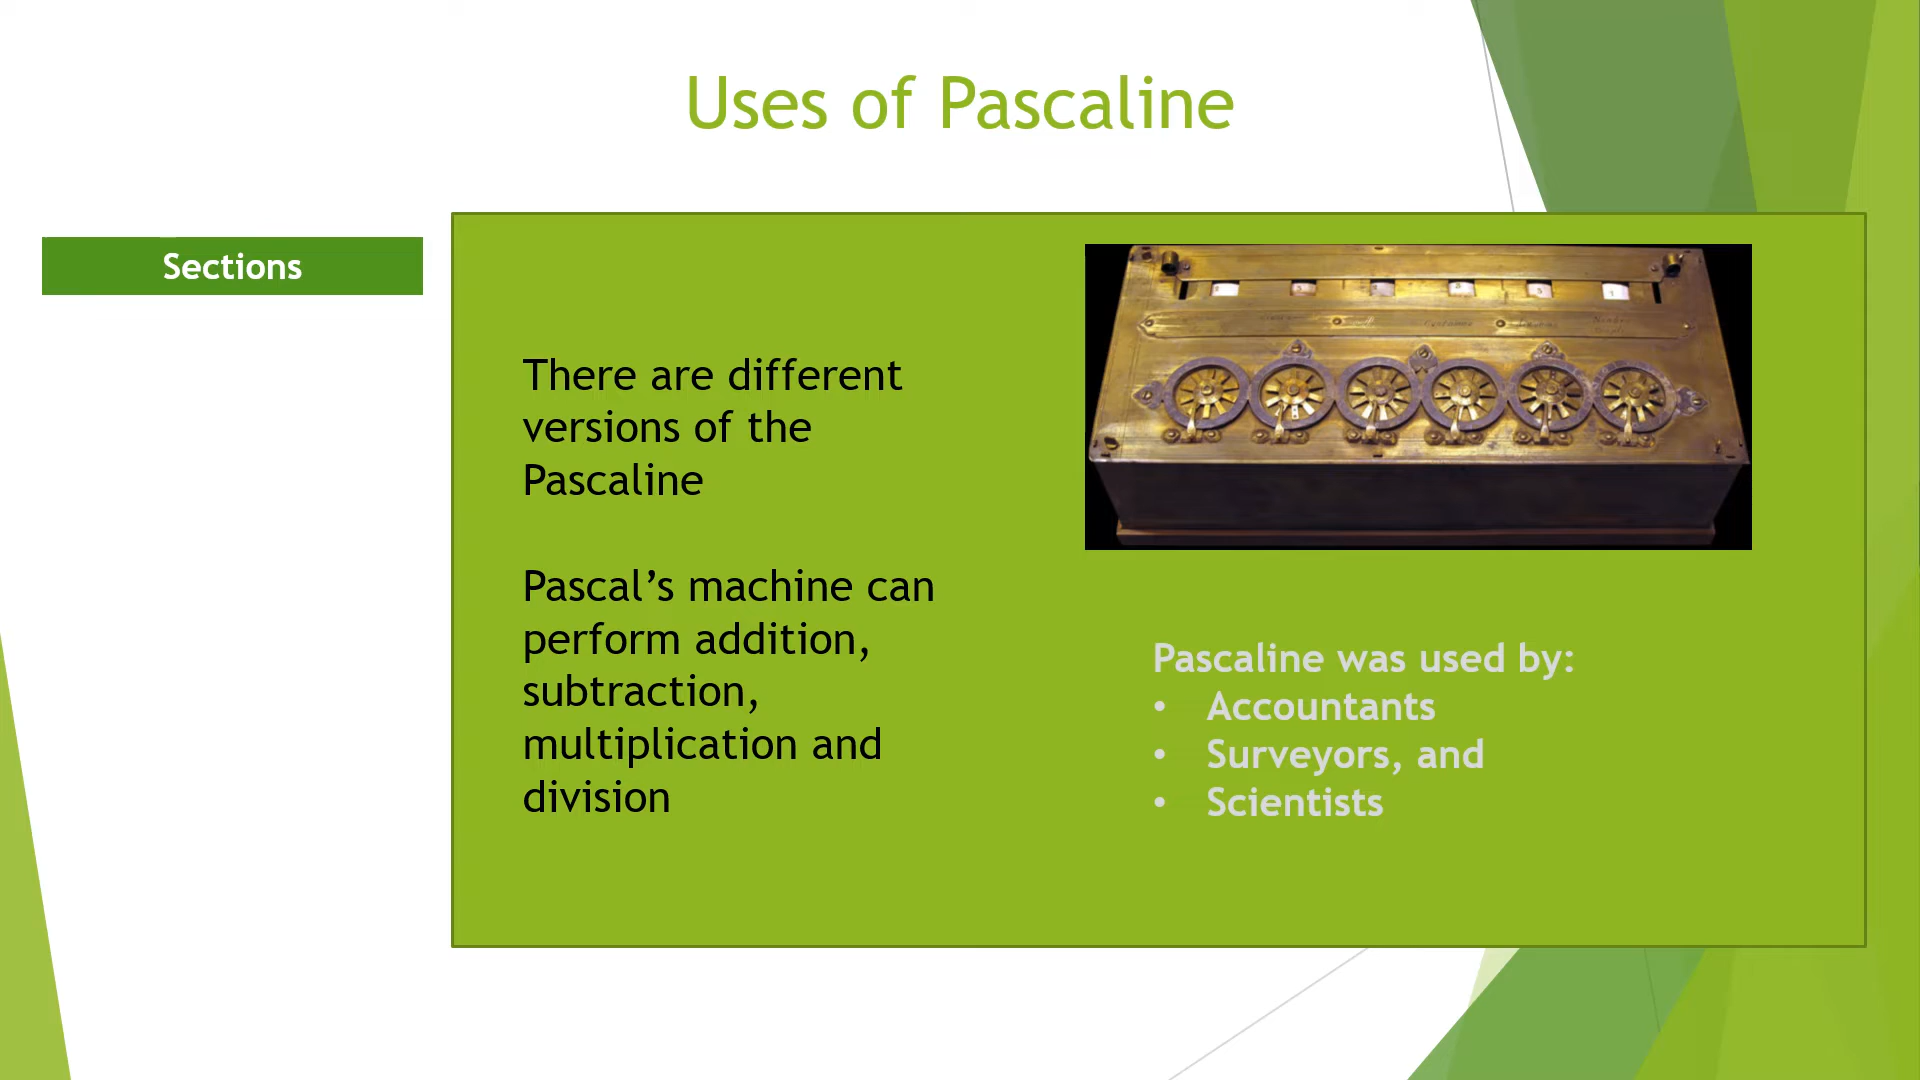 Uses of Pascaline
Sections
There are different
versions of the
Pascaline
Pascal’s machine can
perform addition,
subtraction,
multiplication and
division
Pascaline was used by:
• Accountants
• Surveyors, and
• Scientists